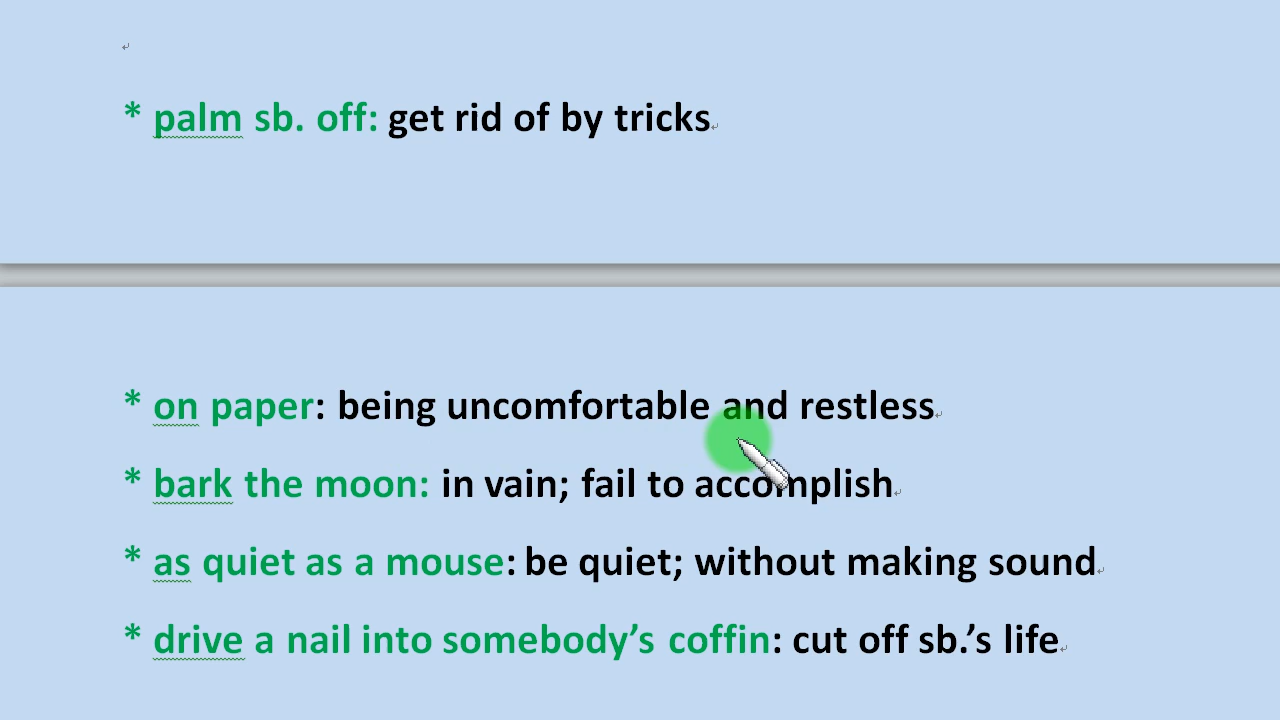 * palm sb. off: get rid of by tricks
* on paper: being uncomfortable and restless
* bark the moon: in vain; fail to accomplish
* as quiet as a mouse: be quiet; without making sound
* drive a nail into somebody’s coffin: cut off sb.’s life